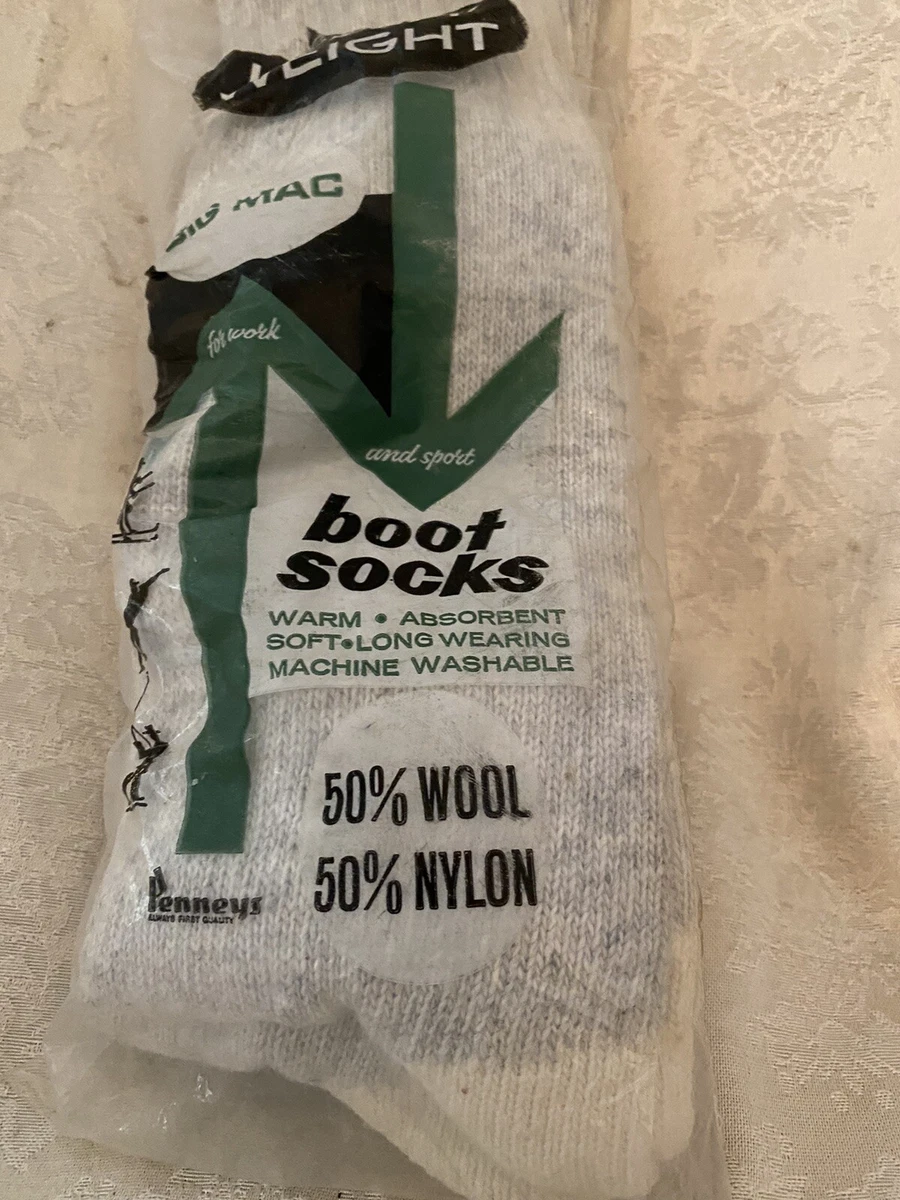 BIG MAC
for work
and sport
boot
socks
WARM • ABSORBENT
SOFT•LONG WEARING
MACHINE WASHABLE
50% WOOL
50% NYLON
Penneys
ALWAYS FIRST QUALITY